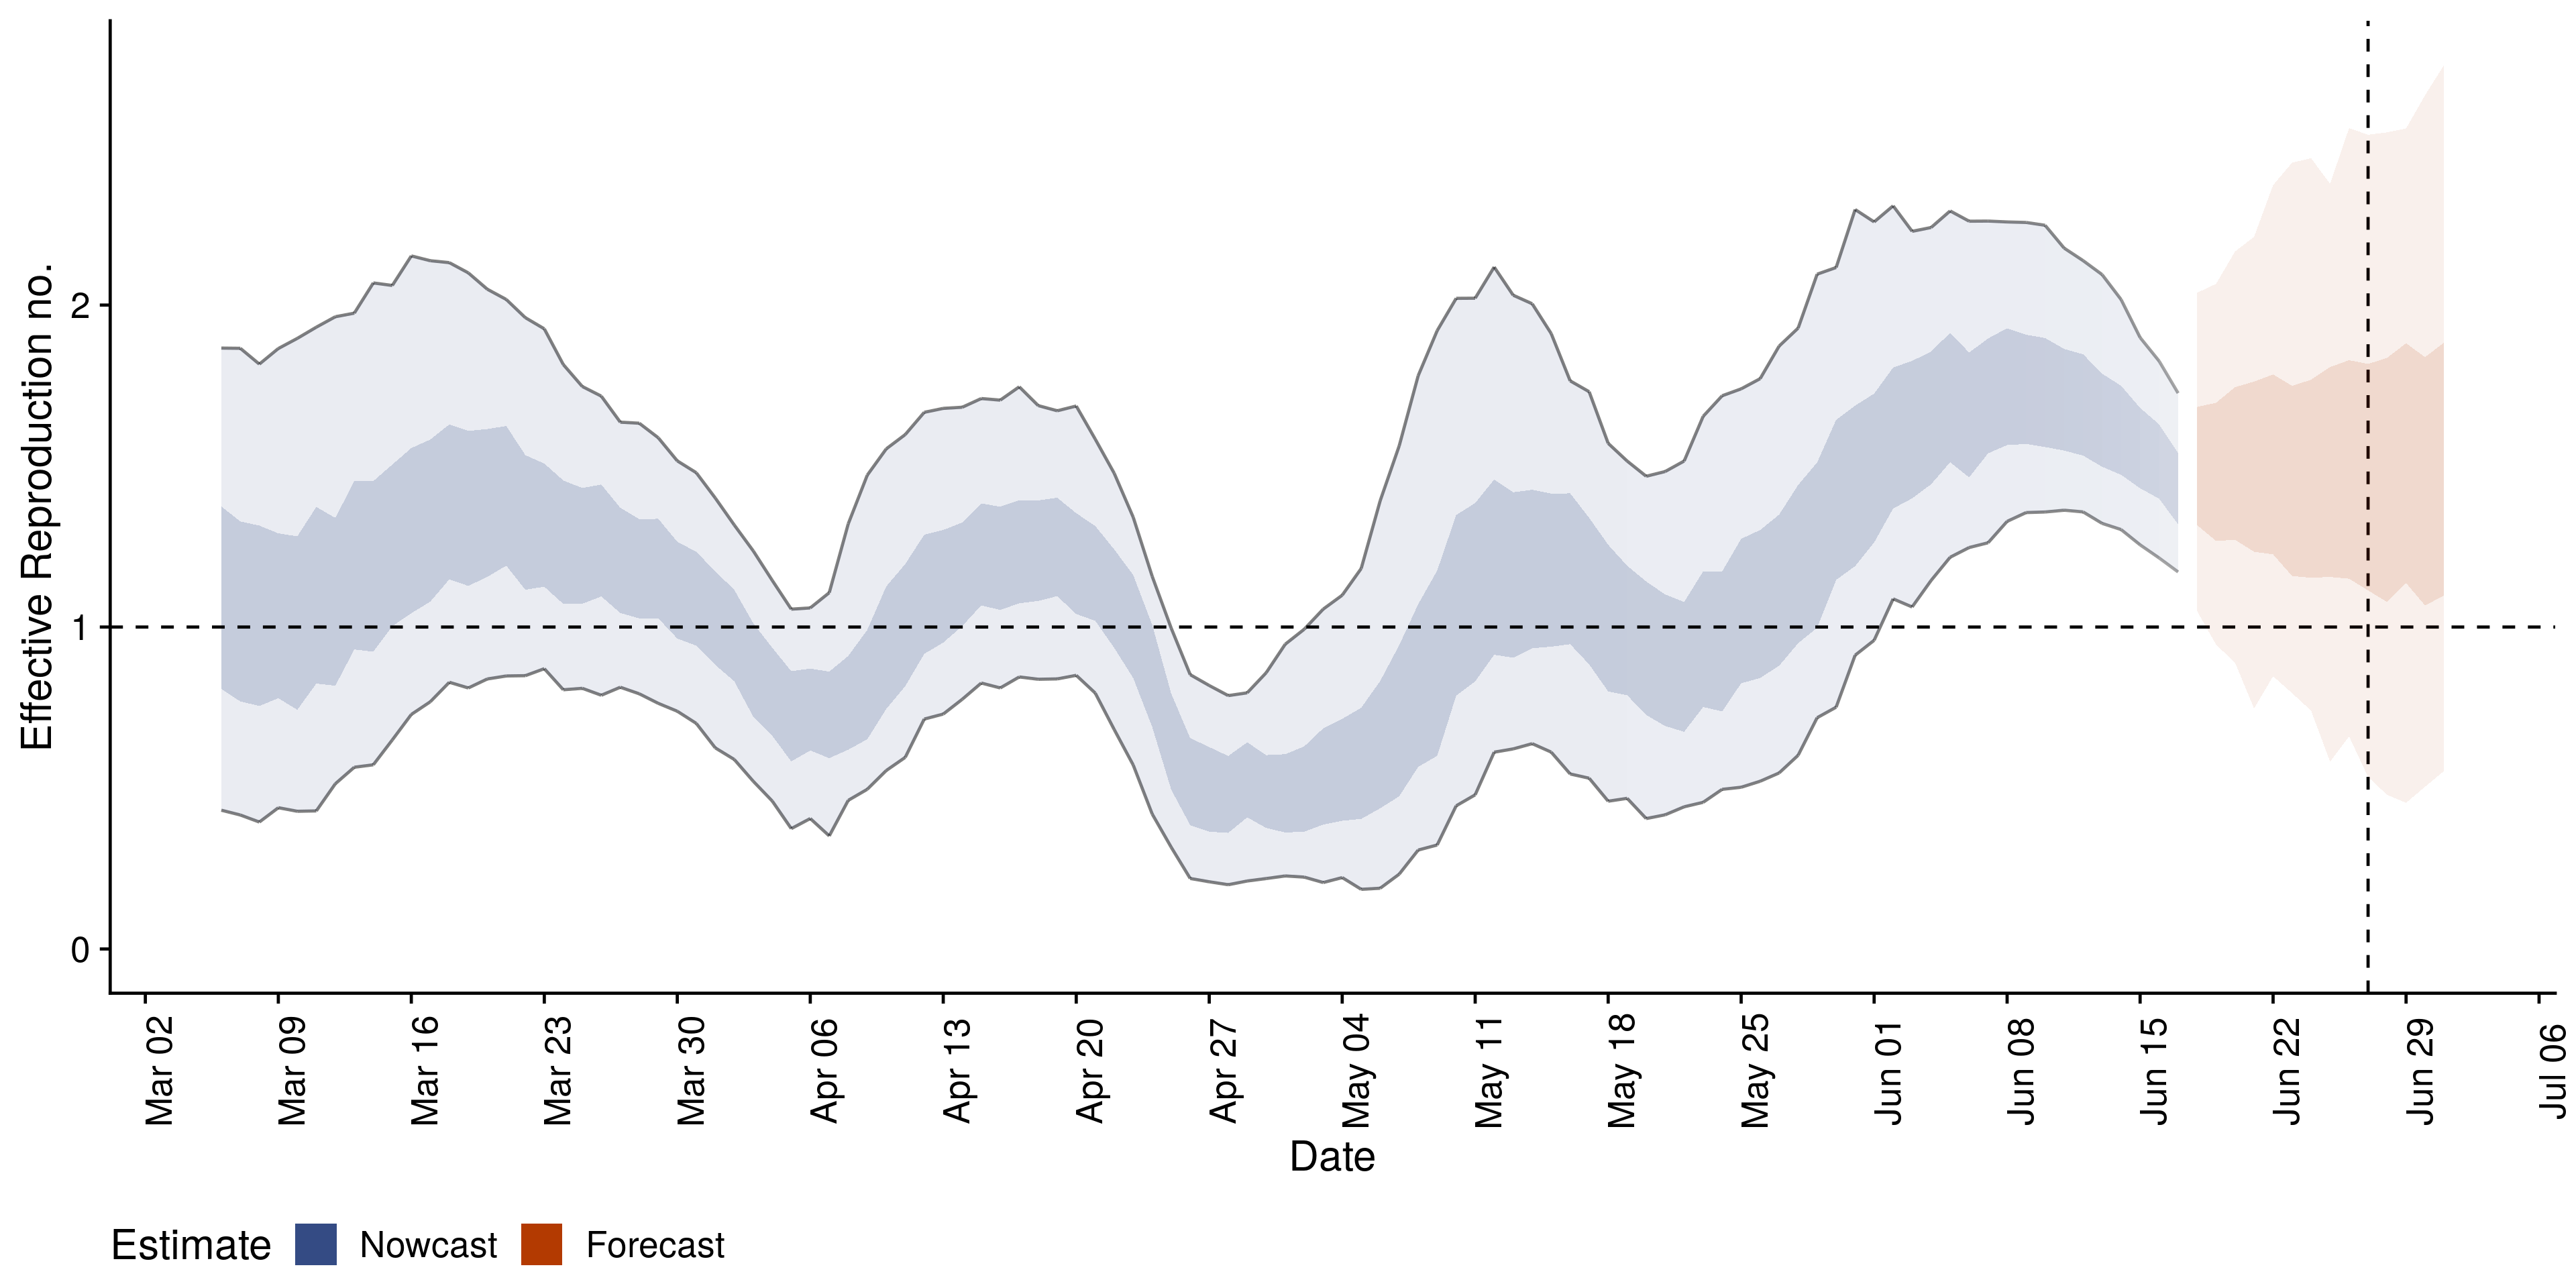 Effective Reproduction no.
2
1
0
Mar 02
Mar 09
Mar 16
Mar 23
Mar 30
Apr 06
Apr 13
Apr 20
Apr 27
May 04
May 11
May 18
May 25
Jun 01
Jun 08
Jun 15
Jun 22
Jun 29
Jul 06
Date
Estimate Nowcast Forecast